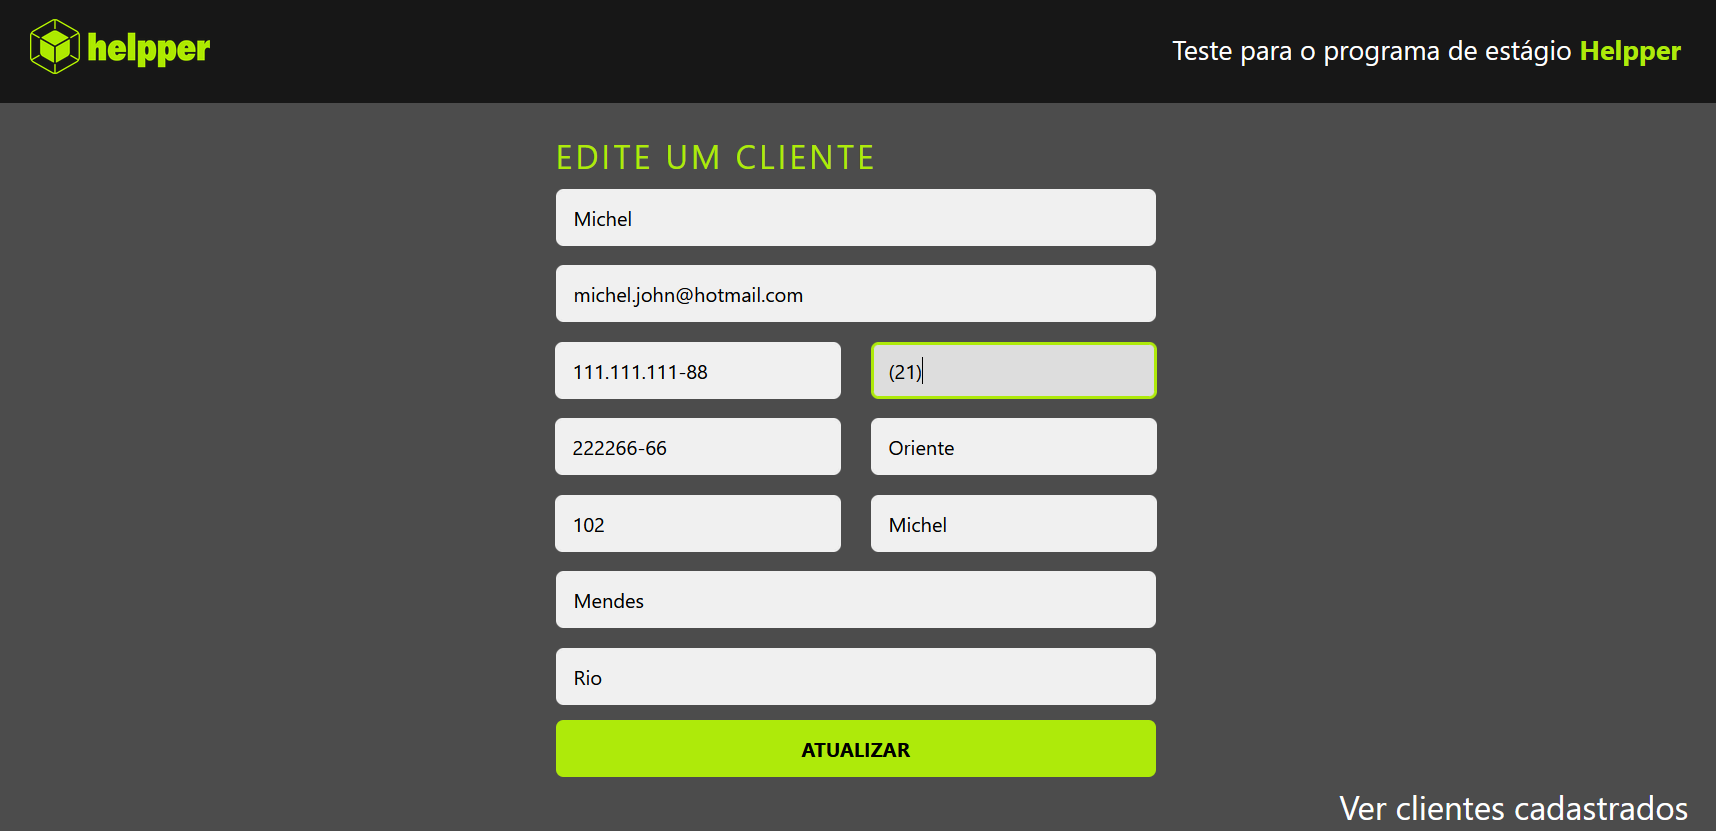 helpper
Teste para o programa de estágio Helpper
EDITE UM CLIENTE
Michel
michel.john@hotmail.com
111.111.111-88
(21)
222266-66
Oriente
102
Michel
Mendes
Rio
ATUALIZAR
Ver clientes cadastrados